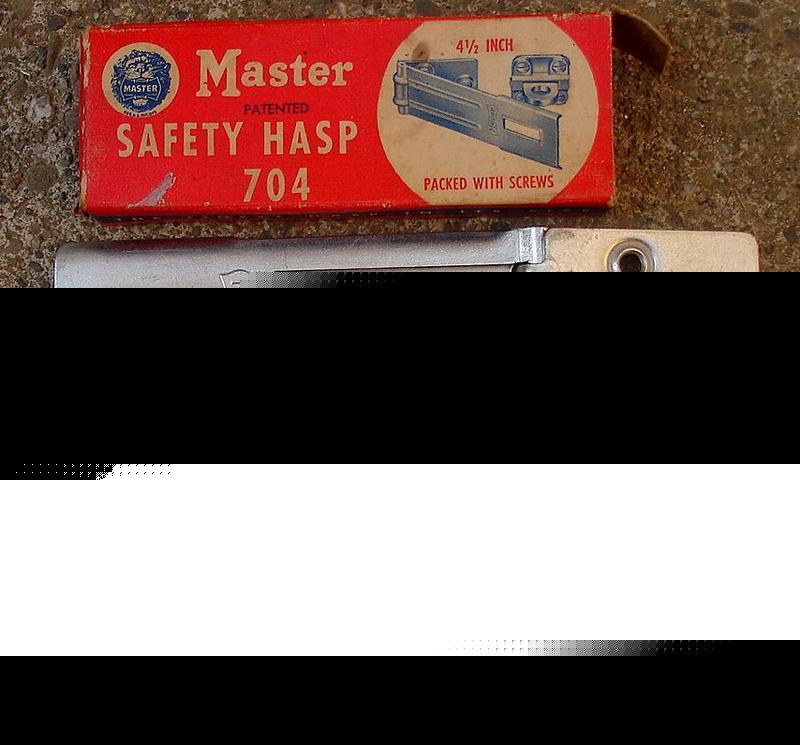 MASTER
Master
PATENTED
SAFETY HASP
704
4½ INCH
PACKED WITH SCREWS